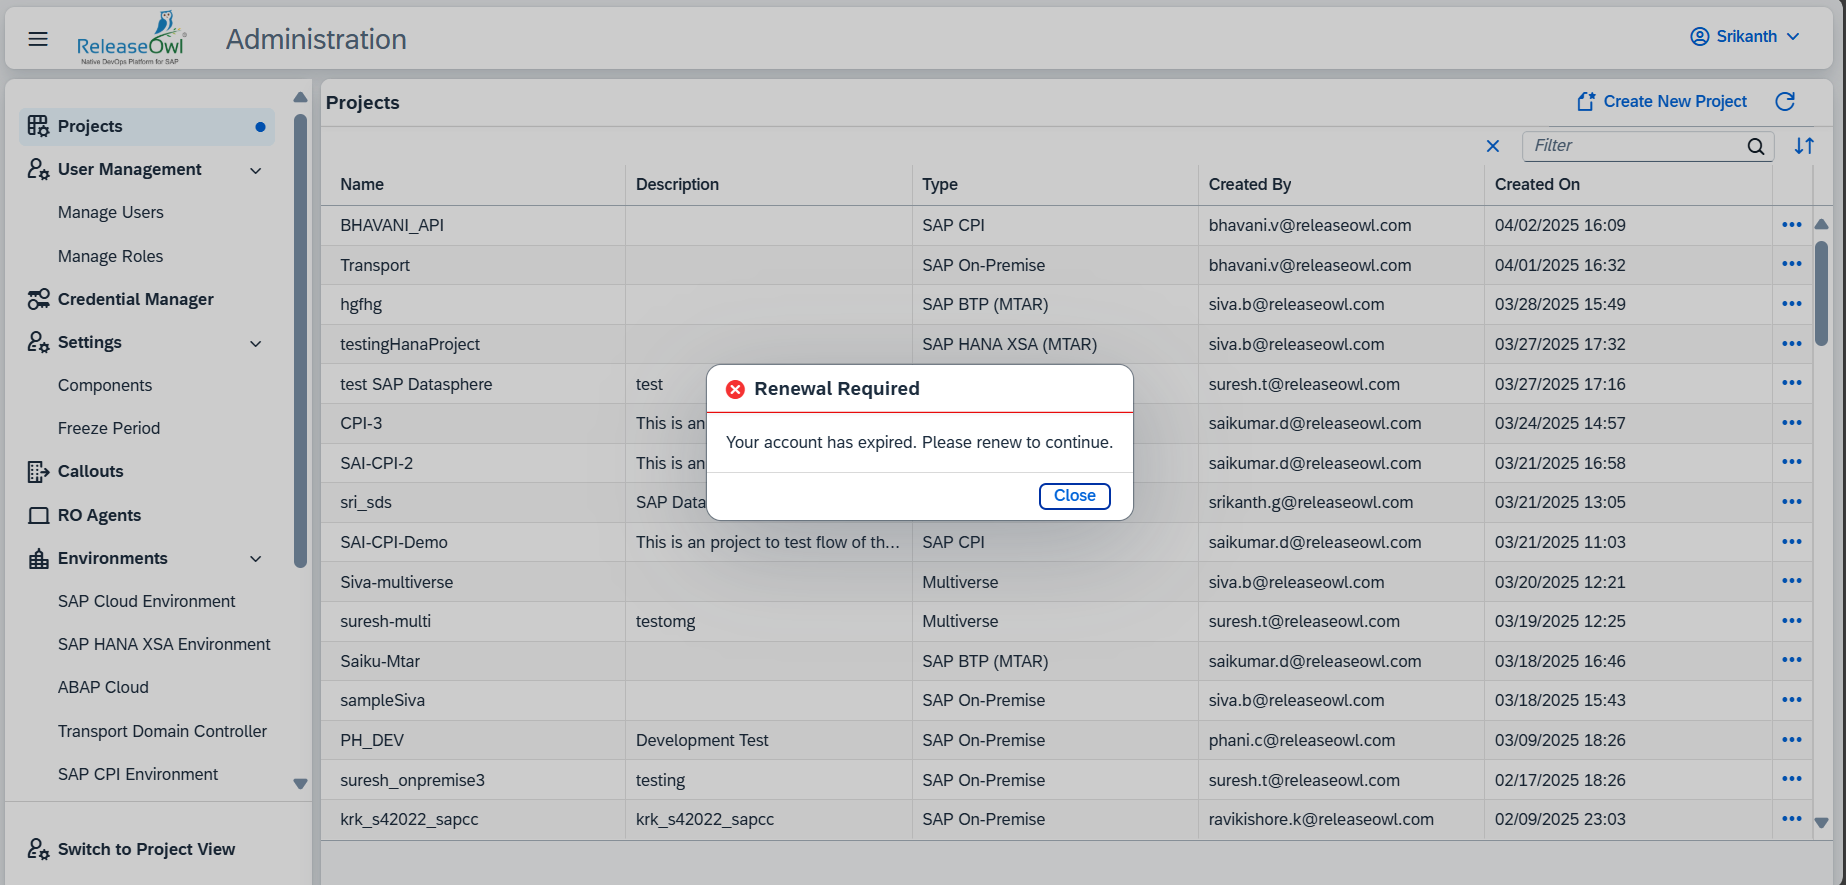 ReleaseOwl
Native DevOps Platform for SAP
Administration
Srikanth
Projects
User Management
Manage Users
Manage Roles
Credential Manager
Settings
Components
Freeze Period
Callouts
RO Agents
Environments
SAP Cloud Environment
SAP HANA XSA Environment
ABAP Cloud
Transport Domain Controller
SAP CPI Environment
Switch to Project View
Projects
Create New Project
Filter
Name Description Type Created By Created On
BHAVANI_API SAP CPI bhavani.v@releaseowl.com 04/02/2025 16:09
Transport SAP On-Premise bhavani.v@releaseowl.com 04/01/2025 16:32
hgfhg SAP BTP (MTAR) siva.b@releaseowl.com 03/28/2025 15:49
testingHanaProject SAP HANA XSA (MTAR) siva.b@releaseowl.com 03/27/2025 17:32
test SAP Datasphere test suresh.t@releaseowl.com 03/27/2025 17:16
CPI-3 This is an saikumar.d@releaseowl.com 03/24/2025 14:57
SAI-CPI-2 This is an saikumar.d@releaseowl.com 03/21/2025 16:58
sri_sds SAP Data srikanth.g@releaseowl.com 03/21/2025 13:05
SAI-CPI-Demo This is an project to test flow of th... SAP CPI saikumar.d@releaseowl.com 03/21/2025 11:03
Siva-multiverse Multiverse siva.b@releaseowl.com 03/20/2025 12:21
suresh-multi testomg Multiverse suresh.t@releaseowl.com 03/19/2025 12:25
Saiku-Mtar SAP BTP (MTAR) saikumar.d@releaseowl.com 03/18/2025 16:46
sampleSiva SAP On-Premise siva.b@releaseowl.com 03/18/2025 15:43
PH_DEV Development Test SAP On-Premise phani.c@releaseowl.com 03/09/2025 18:26
suresh_onpremise3 testing SAP On-Premise suresh.t@releaseowl.com 02/17/2025 18:26
krk_s42022_sapcc krk_s42022_sapcc SAP On-Premise ravikishore.k@releaseowl.com 02/09/2025 23:03
Renewal Required
Your account has expired. Please renew to continue.
Close